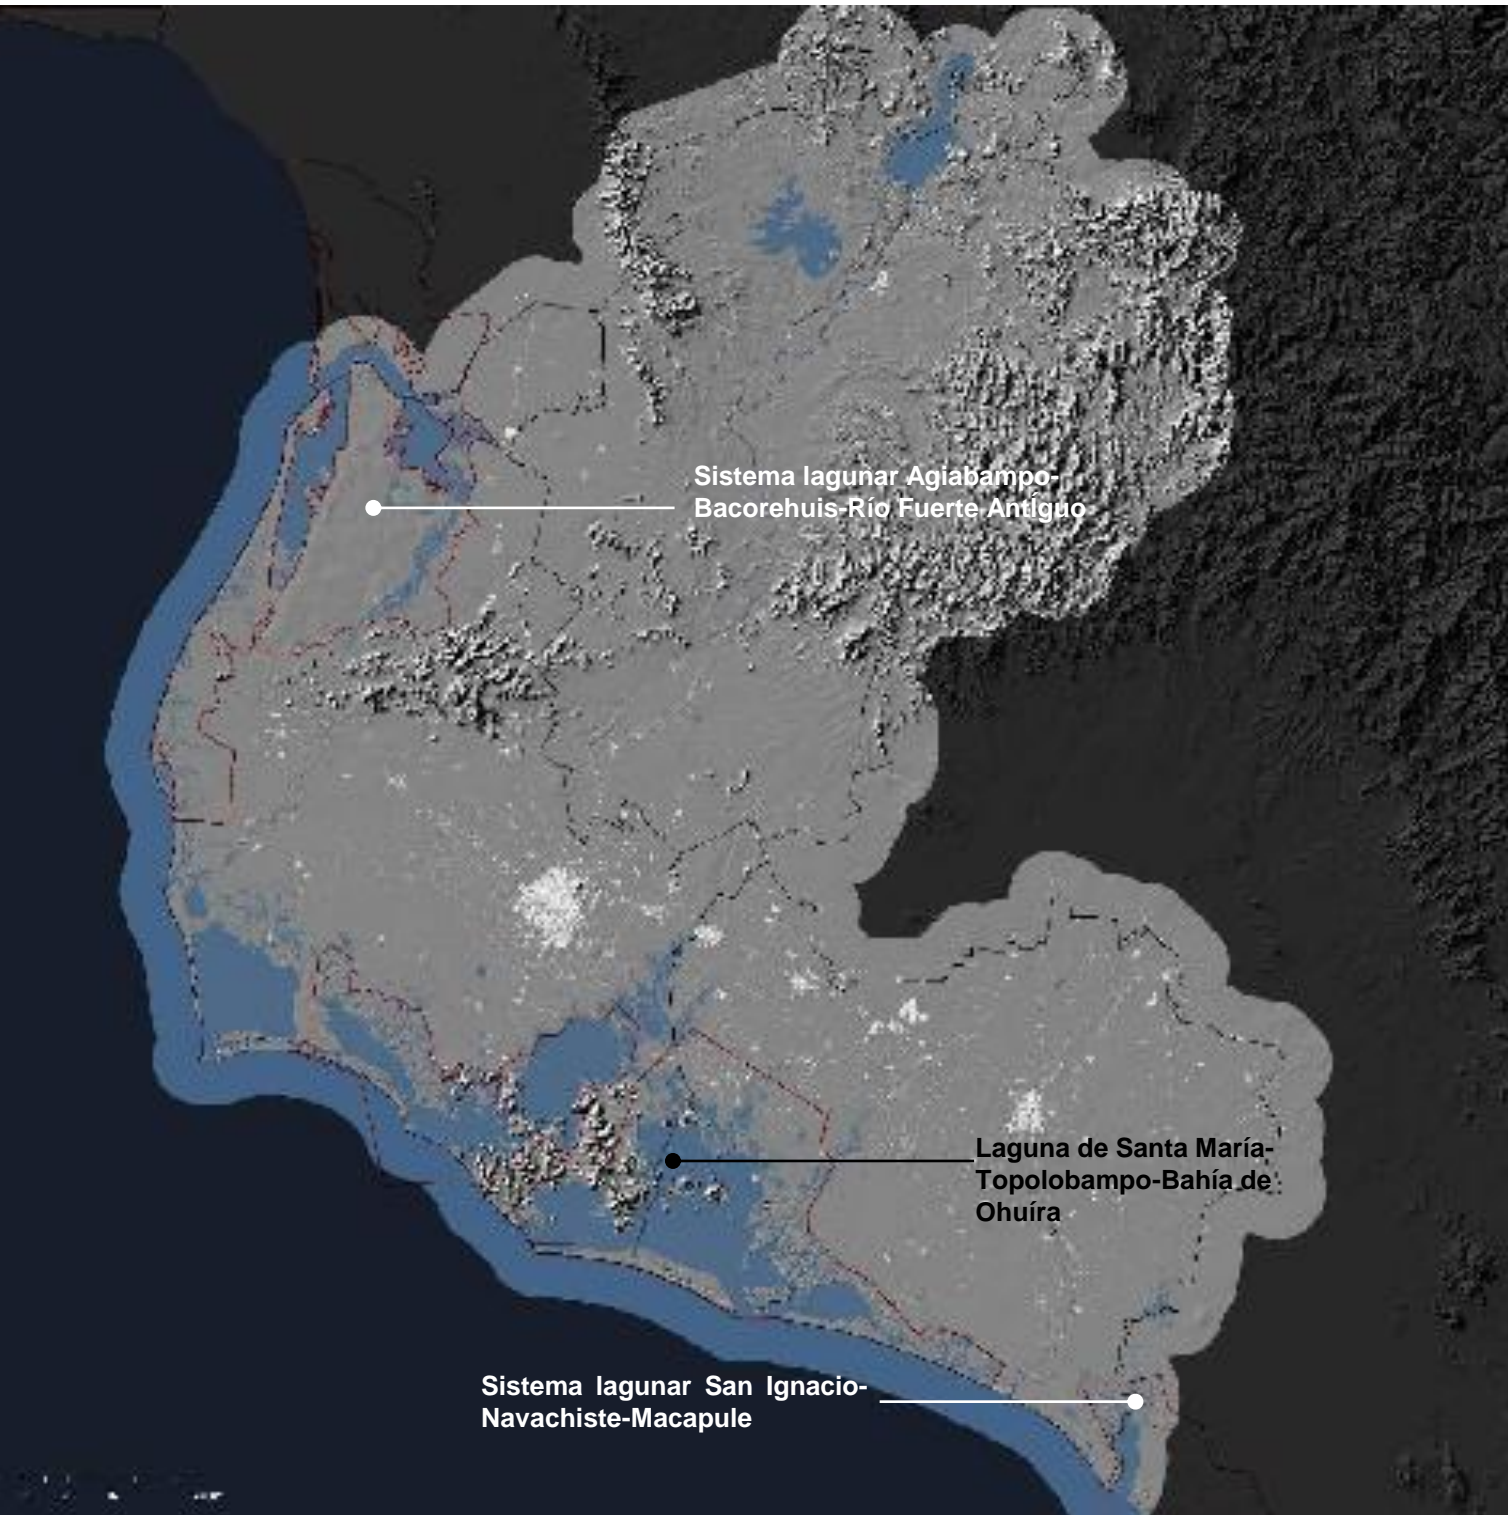 Sistema lagunar Agiabampo-
Bacorehuis-Río Fuerte Antíguo
Laguna de Santa María-
Topolobampo-Bahía de
Ohuíra
Sistema lagunar San Ignacio-
Navachiste-Macapule